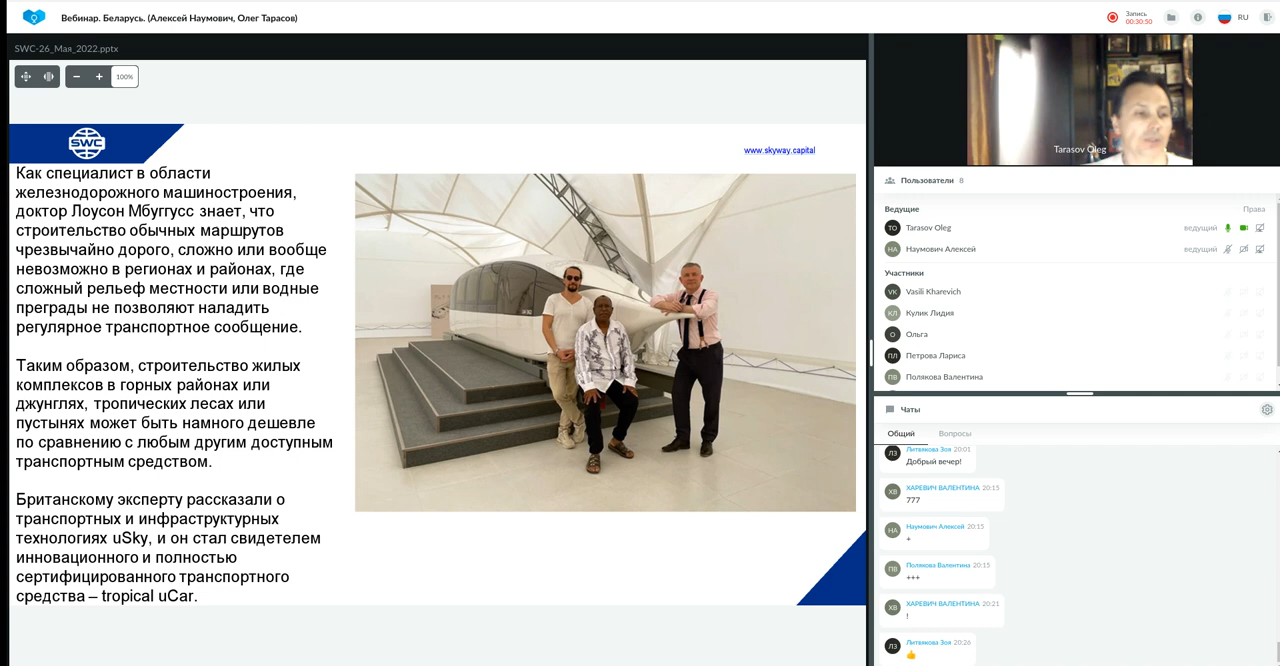 Вебинар. Беларусь. (Алексей Наумович, Олег Тарасов)
Запись
00:30:50
RU
SWC-26_Мая_2022.pptx
100%
SWC
www.skyway.capital
Как специалист в области
железнодорожного машиностроения,
доктор Лоусон Мбуггусс знает, что
строительство обычных маршрутов
чрезвычайно дорого, сложно или вообще
невозможно в регионах и районах, где
сложный рельеф местности или водные
преграды не позволяют наладить
регулярное транспортное сообщение.
Таким образом, строительство жилых
комплексов в горных районах или
джунглях, тропических лесах или
пустынях может быть намного дешевле
по сравнению с любым другим доступным
транспортным средством.
Британскому эксперту рассказали о
транспортных и инфраструктурных
технологиях uSky, и он стал свидетелем
инновационного и полностью
сертифицированного транспортного
средства – tropical uCar.
Tarasov Oleg
Пользователи 8
Ведущие Права
TO Tarasov Oleg ведущий
НА Наумович Алексей ведущий
Участники
VK Vasili Kharevich
КЛ Кулик Лидия
О Ольга
ПЛ Петрова Лариса
ПВ Полякова Валентина
Чаты
Общий Вопросы
ЛЗ Литвякова Зоя 20:01
Добрый вечер!
ХВ ХАРЕВИЧ ВАЛЕНТИНА 20:15
777
НА Наумович Алексей 20:15
+
ПВ Полякова Валентина 20:15
+++
ХВ ХАРЕВИЧ ВАЛЕНТИНА 20:21
!
ЛЗ Литвякова Зоя 20:26
👍